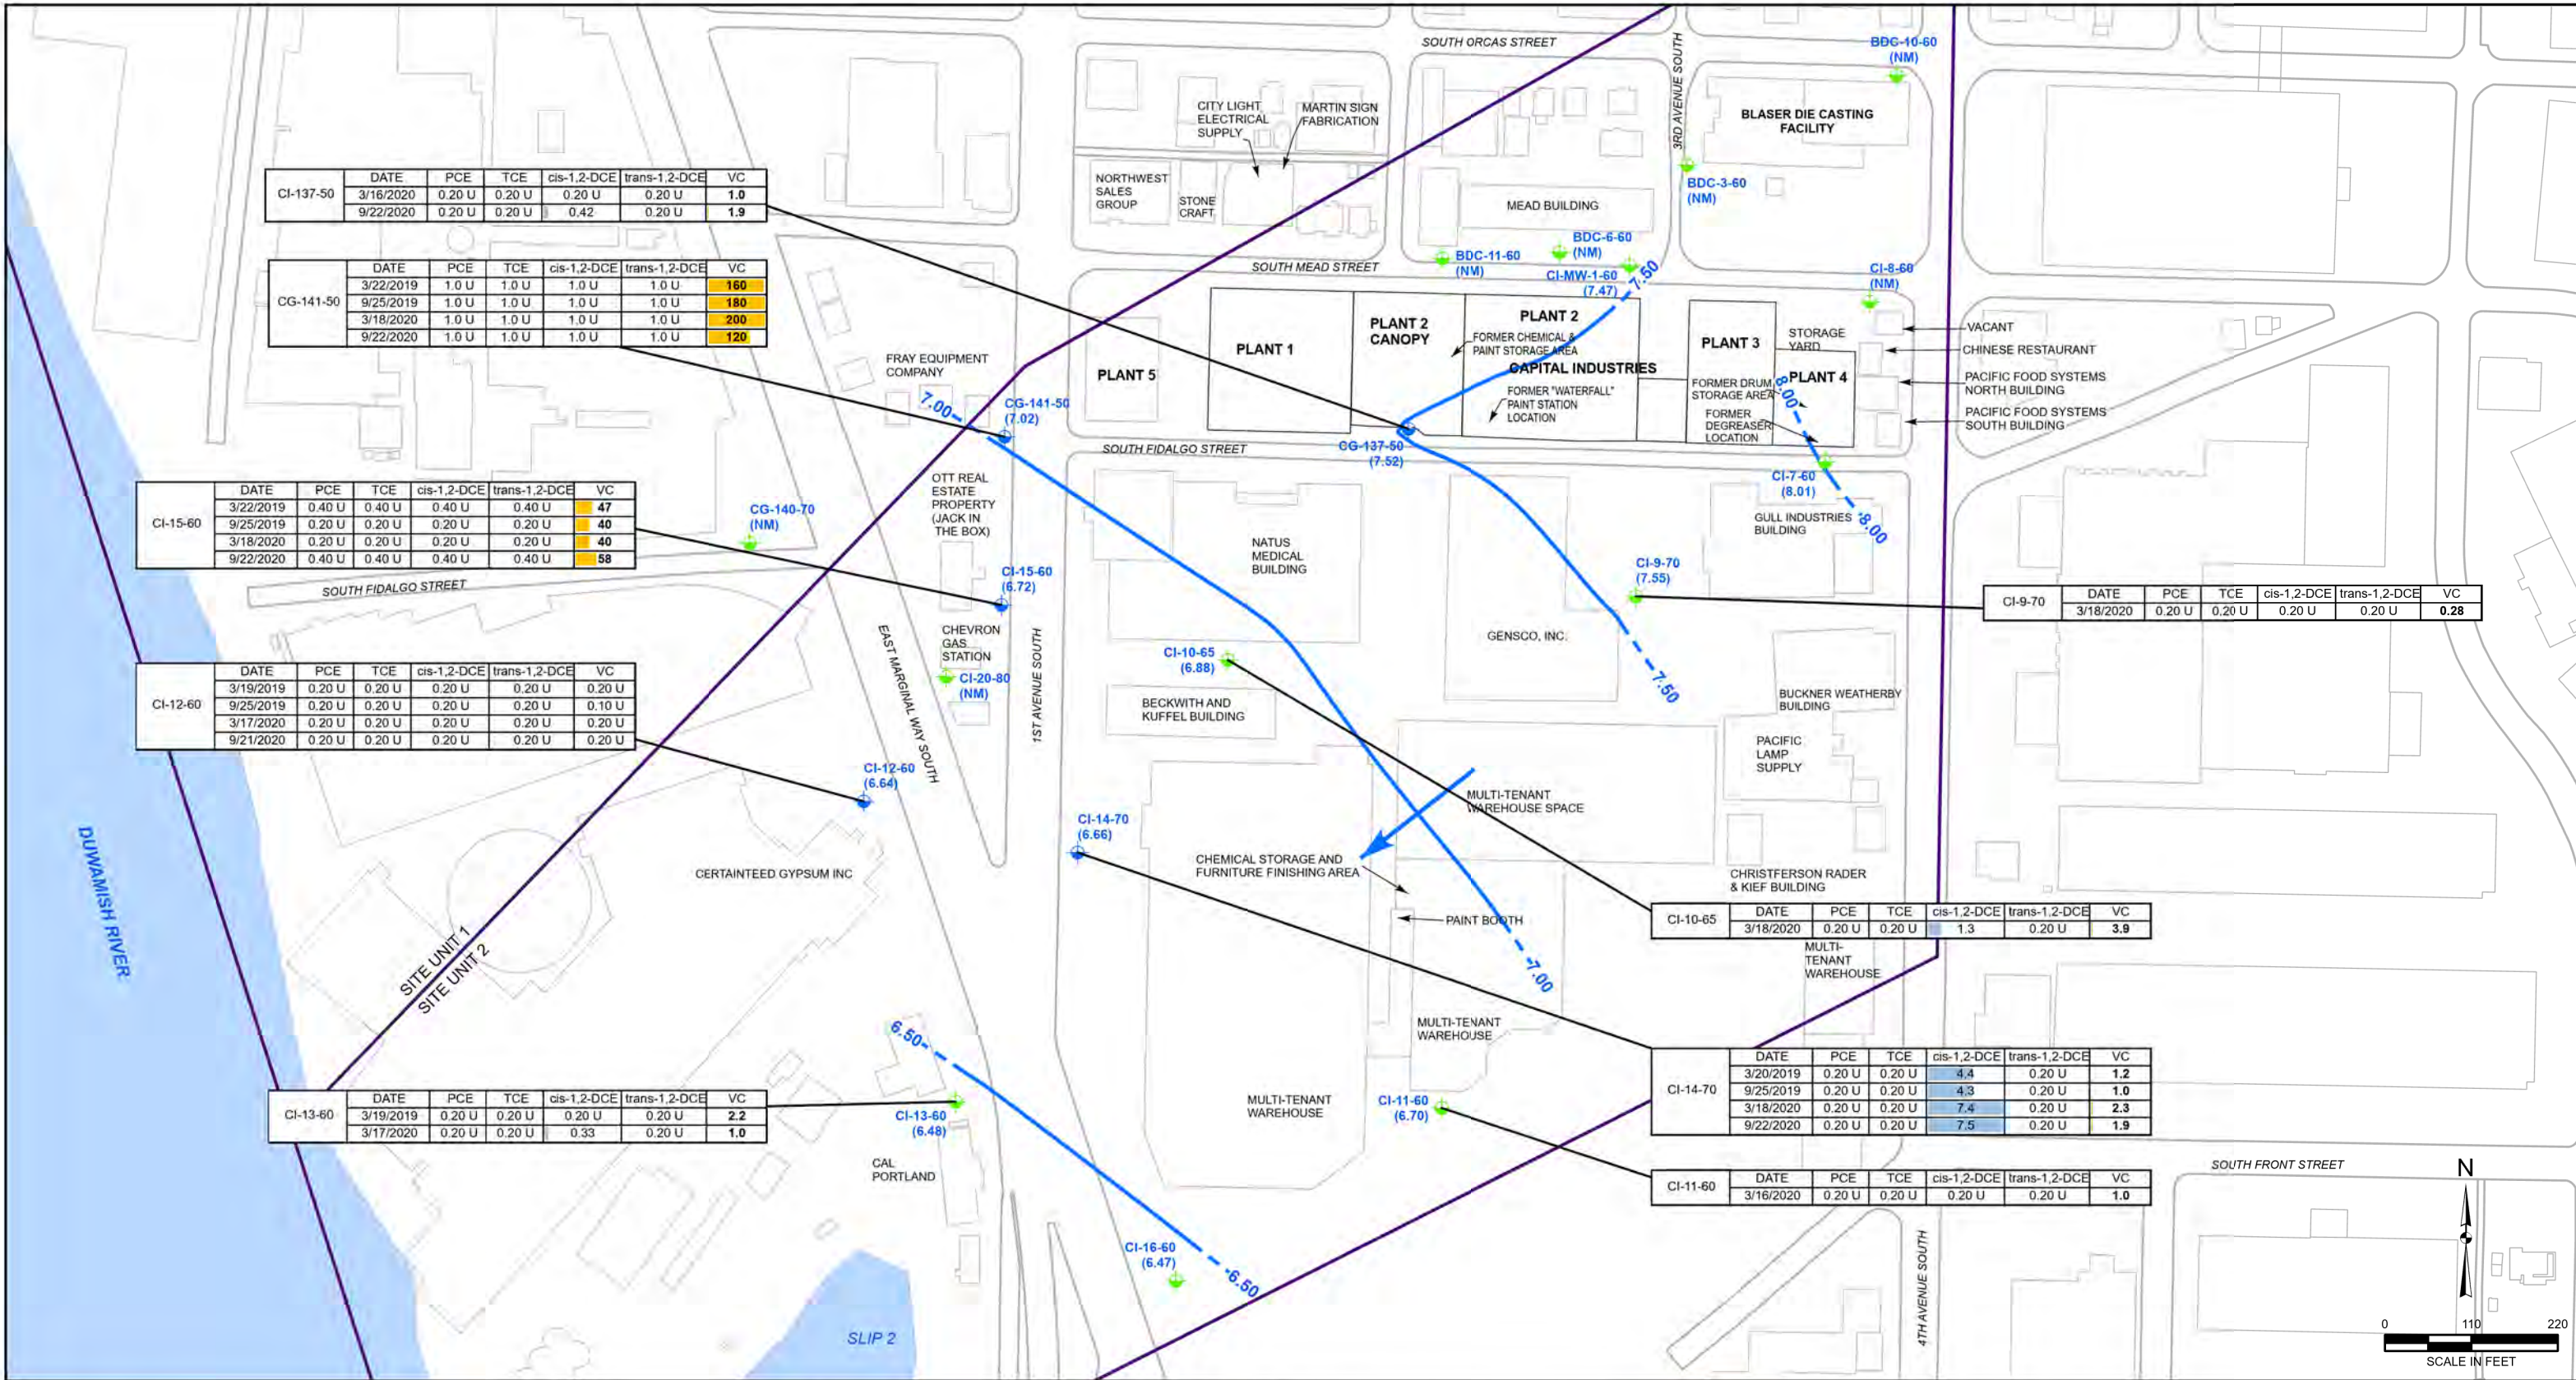 SOUTH ORCAS STREET
3RD AVENUE SOUTH
BDC-10-60
(NM)
CITY LIGHT
ELECTRICAL
SUPPLY
MARTIN SIGN
FABRICATION
BLASER DIE CASTING
FACILITY
NORTHWEST
SALES
GROUP
STONE
CRAFT
MEAD BUILDING
BDC-3-60
(NM)
CI-137-50
DATE PCE TCE cis-1,2-DCE trans-1,2-DCE VC
3/16/2020 0.20 U 0.20 U 0.20 U 0.20 U 1.0
9/22/2020 0.20 U 0.20 U 0.42 0.20 U 1.9
BDC-11-60
(NM)
BDC-6-60
(NM)
SOUTH MEAD STREET
CI-MW-1-60
(7.47)
7.50
CI-8-60
(NM)
CG-141-50
DATE PCE TCE cis-1,2-DCE trans-1,2-DCE VC
3/22/2019 1.0 U 1.0 U 1.0 U 1.0 U 160
9/25/2019 1.0 U 1.0 U 1.0 U 1.0 U 180
3/18/2020 1.0 U 1.0 U 1.0 U 1.0 U 200
9/22/2020 1.0 U 1.0 U 1.0 U 1.0 U 120
FRAY EQUIPMENT
COMPANY
PLANT 5
PLANT 1
PLANT 2
CANOPY
PLANT 2
FORMER CHEMICAL &
PAINT STORAGE AREA
CAPITAL INDUSTRIES
FORMER "WATERFALL"
PAINT STATION
LOCATION
PLANT 3
STORAGE
YARD
PLANT 4
FORMER DRUM
STORAGE AREA
FORMER
DEGREASER
LOCATION
8.00
VACANT
CHINESE RESTAURANT
PACIFIC FOOD SYSTEMS
NORTH BUILDING
PACIFIC FOOD SYSTEMS
SOUTH BUILDING
7.00
CG-141-50
(7.02)
SOUTH FIDALGO STREET
CG-137-50
(7.52)
CI-7-60
(8.01)
8.00
GULL INDUSTRIES
BUILDING
OTT REAL
ESTATE
PROPERTY
(JACK IN
THE BOX)
CG-140-70
(NM)
CI-15-60
DATE PCE TCE cis-1,2-DCE trans-1,2-DCE VC
3/22/2019 0.40 U 0.40 U 0.40 U 0.40 U 47
9/25/2019 0.20 U 0.20 U 0.20 U 0.20 U 40
3/18/2020 0.20 U 0.20 U 0.20 U 0.20 U 40
9/22/2020 0.40 U 0.40 U 0.40 U 0.40 U 58
SOUTH FIDALGO STREET
NATUS
MEDICAL
BUILDING
CI-15-60
(6.72)
CI-9-70
(7.55)
CI-9-70
DATE PCE TCE cis-1,2-DCE trans-1,2-DCE VC
3/18/2020 0.20 U 0.20 U 0.20 U 0.20 U 0.28
GENSCO, INC.
CHEVRON
GAS
STATION
CI-20-80
(NM)
EAST MARGINAL WAY SOUTH
1ST AVENUE SOUTH
CI-10-65
(6.88)
7.50
BECKWITH AND
KUFFEL BUILDING
BUCKNER WEATHERBY
BUILDING
PACIFIC
LAMP
SUPPLY
CI-12-60
DATE PCE TCE cis-1,2-DCE trans-1,2-DCE VC
3/19/2019 0.20 U 0.20 U 0.20 U 0.20 U 0.20 U
9/25/2019 0.20 U 0.20 U 0.20 U 0.20 U 0.10 U
3/17/2020 0.20 U 0.20 U 0.20 U 0.20 U 0.20 U
9/21/2020 0.20 U 0.20 U 0.20 U 0.20 U 0.20 U
CI-12-60
(6.64)
MULTI-TENANT
WAREHOUSE SPACE
CI-14-70
(6.66)
DUWAMISH RIVER
CERTAINTEED GYPSUM INC
CHEMICAL STORAGE AND
FURNITURE FINISHING AREA
CHRISTFERSON RADER
& KIEF BUILDING
PAINT BOOTH
CI-10-65
DATE PCE TCE cis-1,2-DCE trans-1,2-DCE VC
3/18/2020 0.20 U 0.20 U 1.3 0.20 U 3.9
MULTI-
TENANT
WAREHOUSE
SITE UNIT 1
SITE UNIT 2
7.00
6.50
MULTI-TENANT
WAREHOUSE
CI-14-70
DATE PCE TCE cis-1,2-DCE trans-1,2-DCE VC
3/20/2019 0.20 U 0.20 U 4.4 0.20 U 1.2
9/25/2019 0.20 U 0.20 U 4.3 0.20 U 1.0
3/18/2020 0.20 U 0.20 U 7.4 0.20 U 2.3
9/22/2020 0.20 U 0.20 U 7.5 0.20 U 1.9
CI-13-60
DATE PCE TCE cis-1,2-DCE trans-1,2-DCE VC
3/19/2019 0.20 U 0.20 U 0.20 U 0.20 U 2.2
3/17/2020 0.20 U 0.20 U 0.33 0.20 U 1.0
CI-13-60
(6.48)
MULTI-TENANT
WAREHOUSE
CI-11-60
(6.70)
CAL
PORTLAND
CI-11-60
DATE PCE TCE cis-1,2-DCE trans-1,2-DCE VC
3/16/2020 0.20 U 0.20 U 0.20 U 0.20 U 1.0
SOUTH FRONT STREET
N
CI-16-60
(6.47)
6.50
4TH AVENUE SOUTH
SLIP 2
0 110 220
SCALE IN FEET